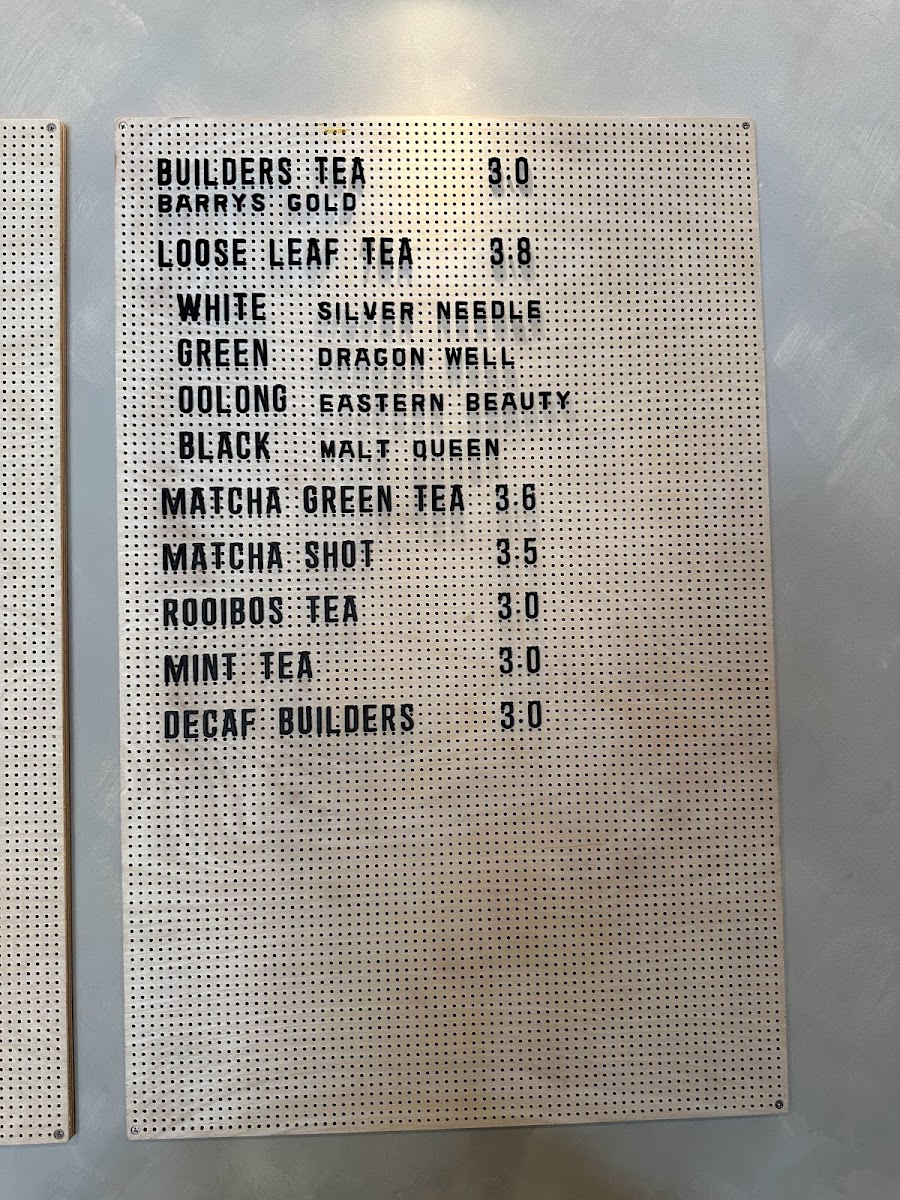 BUILDERS TEA 3.0
BARRYS GOLD
LOOSE LEAF TEA 3.8
WHITE SILVER NEEDLE
GREEN DRAGON WELL
OOLONG EASTERN BEAUTY
BLACK MALT QUEEN
MATCHA GREEN TEA 3.6
MATCHA SHOT 3.5
ROOIBOS TEA 3.0
MINT TEA 3.0
DECAF BUILDERS 3.0